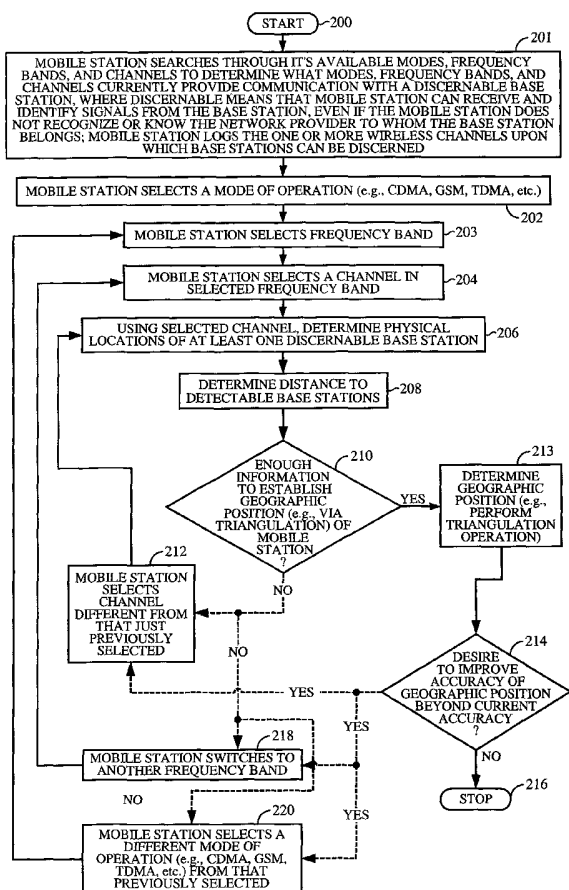 START
200
201
MOBILE STATION SEARCHES THROUGH IT'S AVAILABLE MODES, FREQUENCY
BANDS, AND CHANNELS TO DETERMINE WHAT MODES, FREQUENCY BANDS, AND
CHANNELS CURRENTLY PROVIDE COMMUNICATION WITH A DISCERNABLE BASE
STATION, WHERE DISCERNABLE MEANS THAT MOBILE STATION CAN RECEIVE AND
IDENTIFY SIGNALS FROM THE BASE STATION, EVEN IF THE MOBILE STATION DOES
NOT RECOGNIZE OR KNOW THE NETWORK PROVIDER TO WHOM THE BASE STATION
BELONGS; MOBILE STATION LOGS THE ONE OR MORE WIRELESS CHANNELS UPON
WHICH BASE STATIONS CAN BE DISCERNED
MOBILE STATION SELECTS A MODE OF OPERATION (e.g., CDMA, GSM, TDMA, etc.)
202
MOBILE STATION SELECTS FREQUENCY BAND
203
MOBILE STATION SELECTS A CHANNEL IN
SELECTED FREQUENCY BAND
204
USING SELECTED CHANNEL, DETERMINE PHYSICAL
LOCATIONS OF AT LEAST ONE DISCERNABLE BASE STATION
206
DETERMINE DISTANCE TO
DETECTABLE BASE STATIONS
208
210
ENOUGH
INFORMATION
TO ESTABLISH
GEOGRAPHIC
POSITION (e.g., VIA
TRIANGULATION) OF
MOBILE
STATION
?
YES
NO
213
DETERMINE
GEOGRAPHIC
POSITION (e.g.,
PERFORM
TRIANGULATION
OPERATION)
212
MOBILE STATION
SELECTS
CHANNEL
DIFFERENT FROM
THAT JUST
PREVIOUSLY
SELECTED
NO
214
DESIRE
TO IMPROVE
ACCURACY OF
GEOGRAPHIC POSITION
BEYOND CURRENT
ACCURACY
?
YES
YES
NO
218
MOBILE STATION SWITCHES TO
ANOTHER FREQUENCY BAND
STOP
216
NO
YES
220
MOBILE STATION SELECTS A
DIFFERENT MODE OF
OPERATION (e.g., CDMA, GSM,
TDMA, etc.) FROM THAT
PREVIOUSLY SELECTED